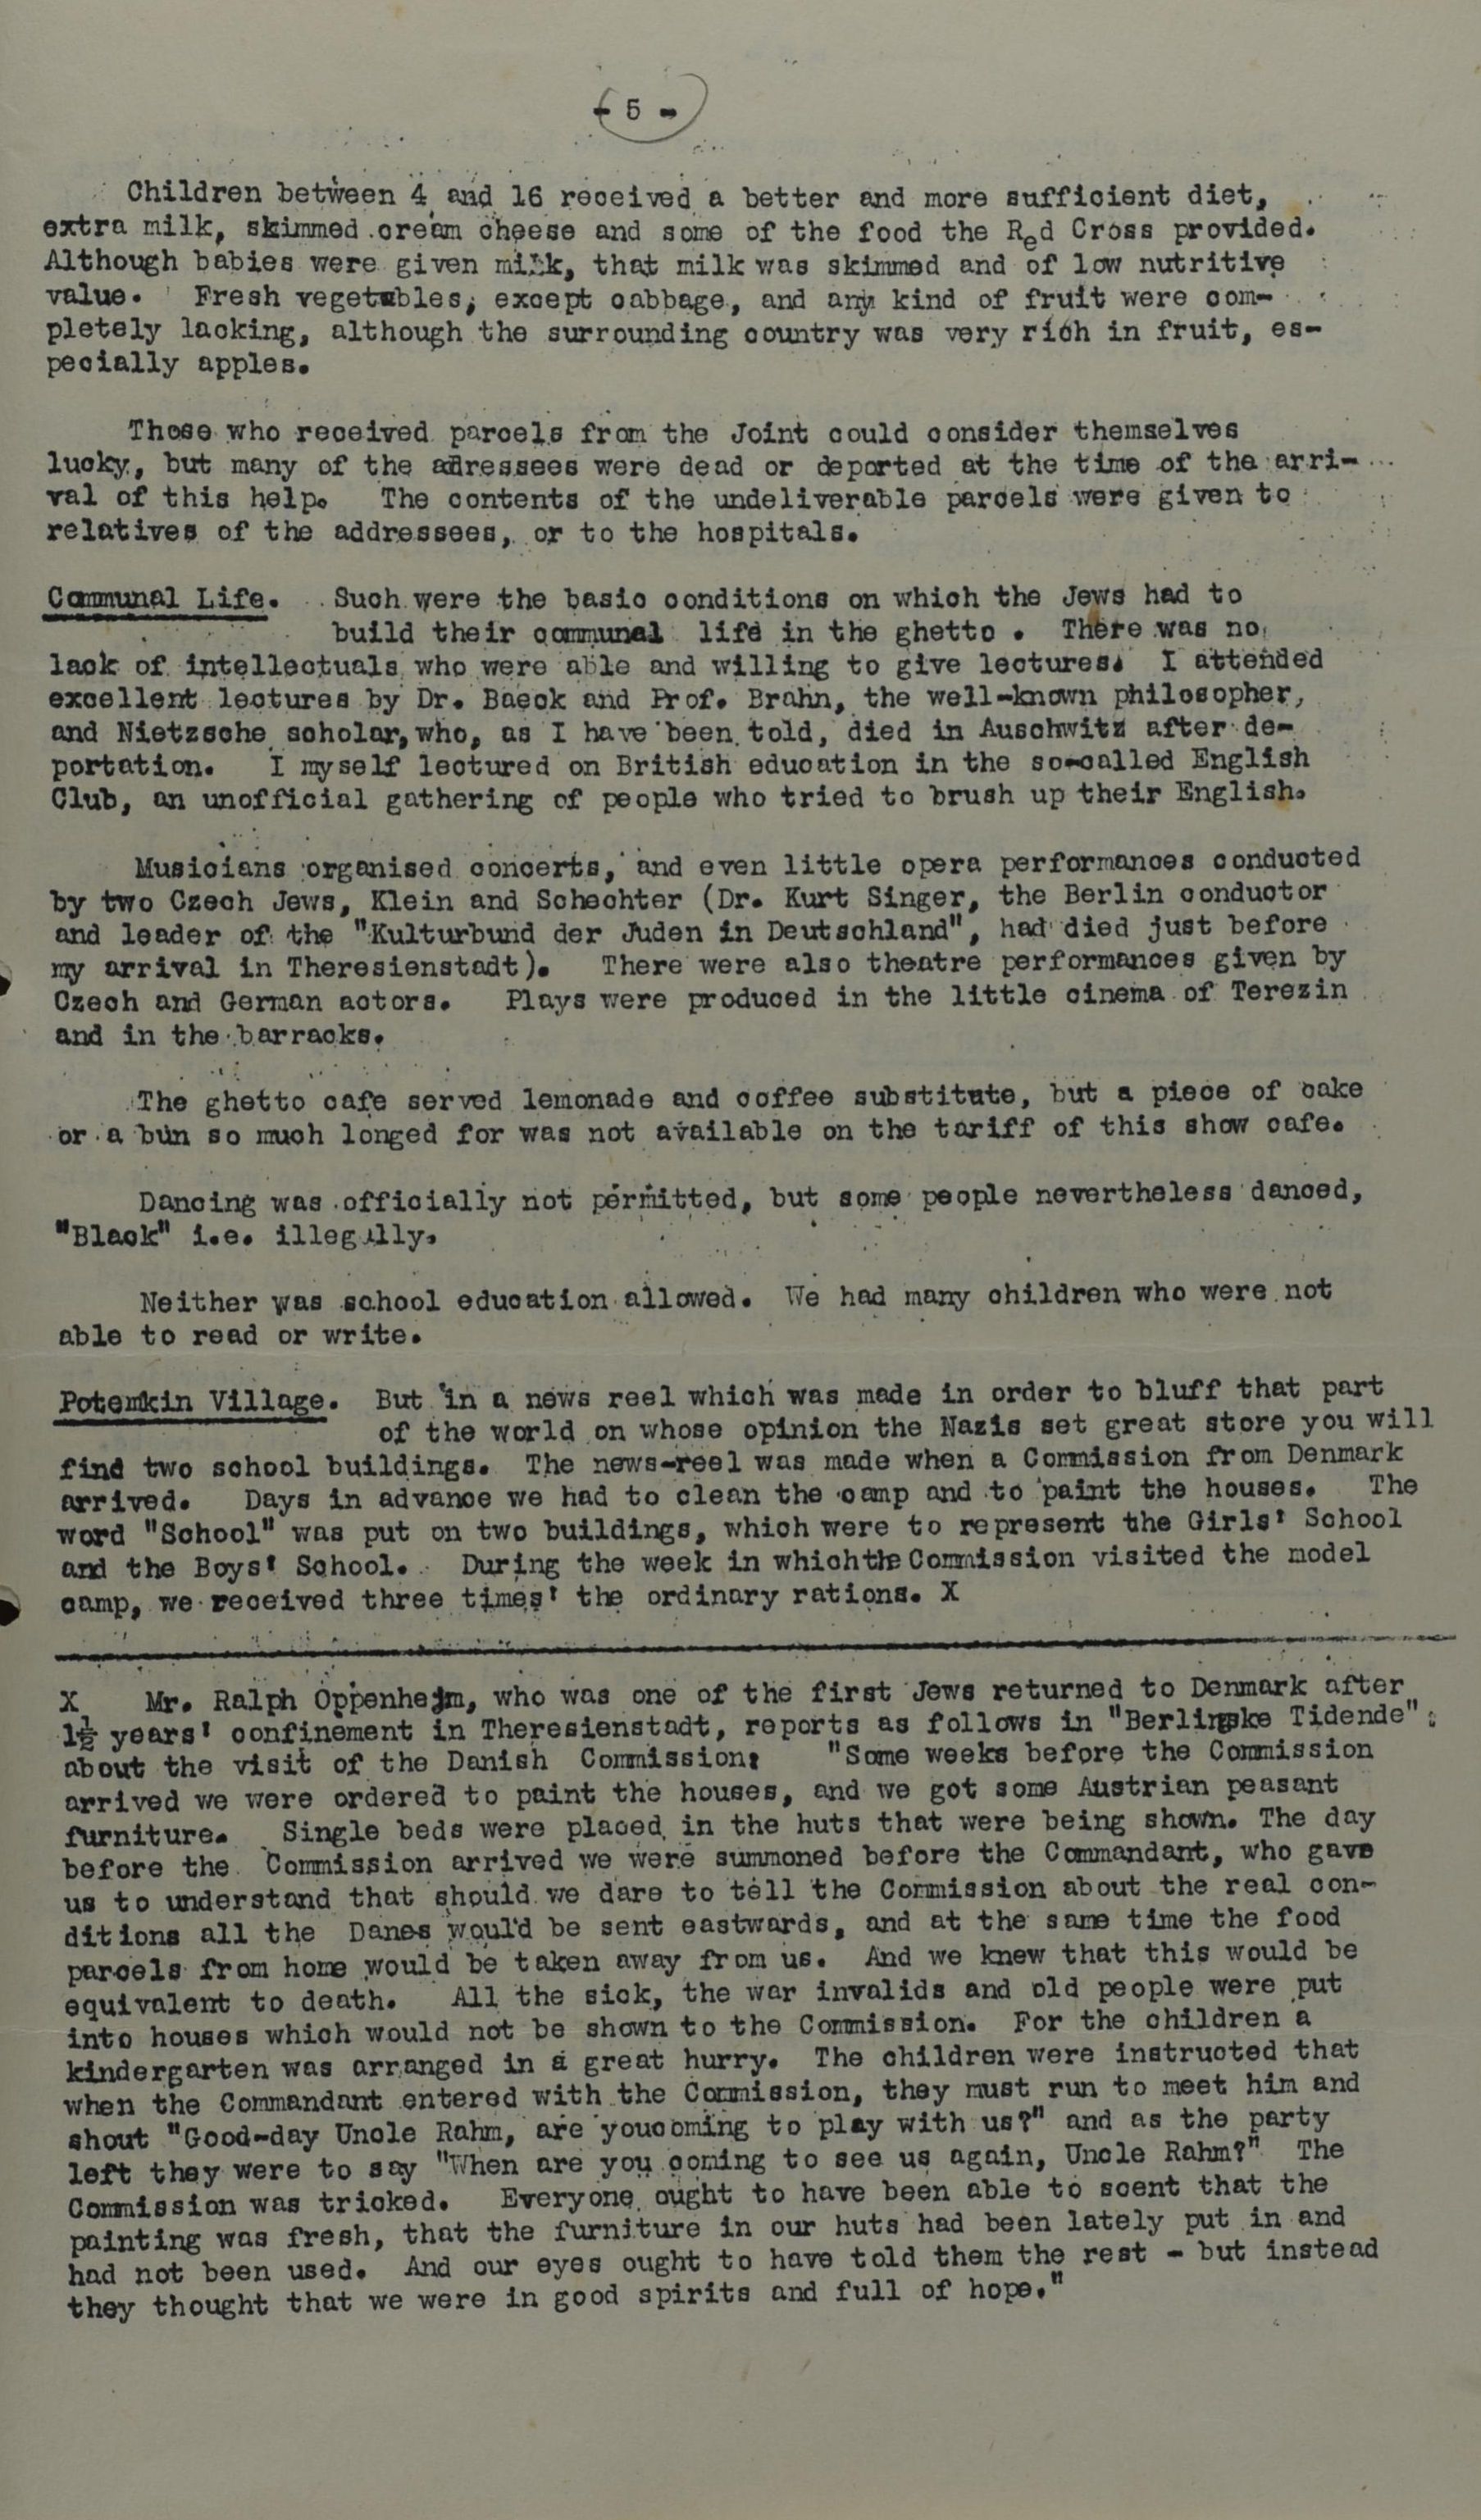 - 5 -
Children between 4 and 16 received a better and more sufficient diet,
extra milk, skimmed cream cheese and some of the food the Red Cross provided.
Although babies were given milk, that milk was skimmed and of low nutritive
value. Fresh vegetables, except cabbage, and any kind of fruit were com-
pletely lacking, although the surrounding country was very rich in fruit, es-
pecially apples.
Those who received parcels from the Joint could consider themselves
lucky, but many of the adressees were dead or deported at the time of the arri-
val of this help. The contents of the undeliverable parcels were given to
relatives of the addressees, or to the hospitals.
Communal Life. Such were the basic conditions on which the Jews had to
build their communal life in the ghetto . There was no
lack of intellectuals who were able and willing to give lectures. I attended
excellent lectures by Dr. Baeck and Prof. Brahn, the well-known philosopher,
and Nietzsche scholar, who, as I have been told, died in Auschwitz after de-
portation. I myself lectured on British education in the so-called English
Club, an unofficial gathering of people who tried to brush up their English.
Musicians organised concerts, and even little opera performances conducted
by two Czech Jews, Klein and Schechter (Dr. Kurt Singer, the Berlin conductor
and leader of the "Kulturbund der Juden in Deutschland", had died just before
my arrival in Theresienstadt). There were also theatre performances given by
Czech and German actors. Plays were produced in the little cinema of Terezin
and in the barracks.
The ghetto cafe served lemonade and coffee substitute, but a piece of cake
or a bun so much longed for was not available on the tariff of this show cafe.
Dancing was officially not permitted, but some people nevertheless danced,
"Black" i.e. illegally.
Neither was school education allowed. We had many children who were not
able to read or write.
Potemkin Village. But in a news reel which was made in order to bluff that part
of the world on whose opinion the Nazis set great store you will
find two school buildings. The news-reel was made when a Commission from Denmark
arrived. Days in advance we had to clean the camp and to paint the houses. The
word "School" was put on two buildings, which were to represent the Girls' School
and the Boys' School. During the week in which the Commission visited the model
camp, we received three times' the ordinary rations. X
X Mr. Ralph Oppenhejm, who was one of the first Jews returned to Denmark after
1½ years' confinement in Theresienstadt, reports as follows in "Berlingske Tidende"
about the visit of the Danish Commission: "Some weeks before the Commission
arrived we were ordered to paint the houses, and we got some Austrian peasant
furniture. Single beds were placed in the huts that were being shown. The day
before the Commission arrived we were summoned before the Commandant, who gave
us to understand that should we dare to tell the Commission about the real con-
ditions all the Danes would be sent eastwards, and at the same time the food
parcels from home would be taken away from us. And we knew that this would be
equivalent to death. All the sick, the war invalids and old people were put
into houses which would not be shown to the Commission. For the children a
kindergarten was arranged in a great hurry. The children were instructed that
when the Commandant entered with the Commission, they must run to meet him and
shout "Good-day Uncle Rahm, are youcoming to play with us?" and as the party
left they were to say "When are you coming to see us again, Uncle Rahm?" The
Commission was tricked. Everyone ought to have been able to scent that the
painting was fresh, that the furniture in our huts had been lately put in and
had not been used. And our eyes ought to have told them the rest - but instead
they thought that we were in good spirits and full of hope."